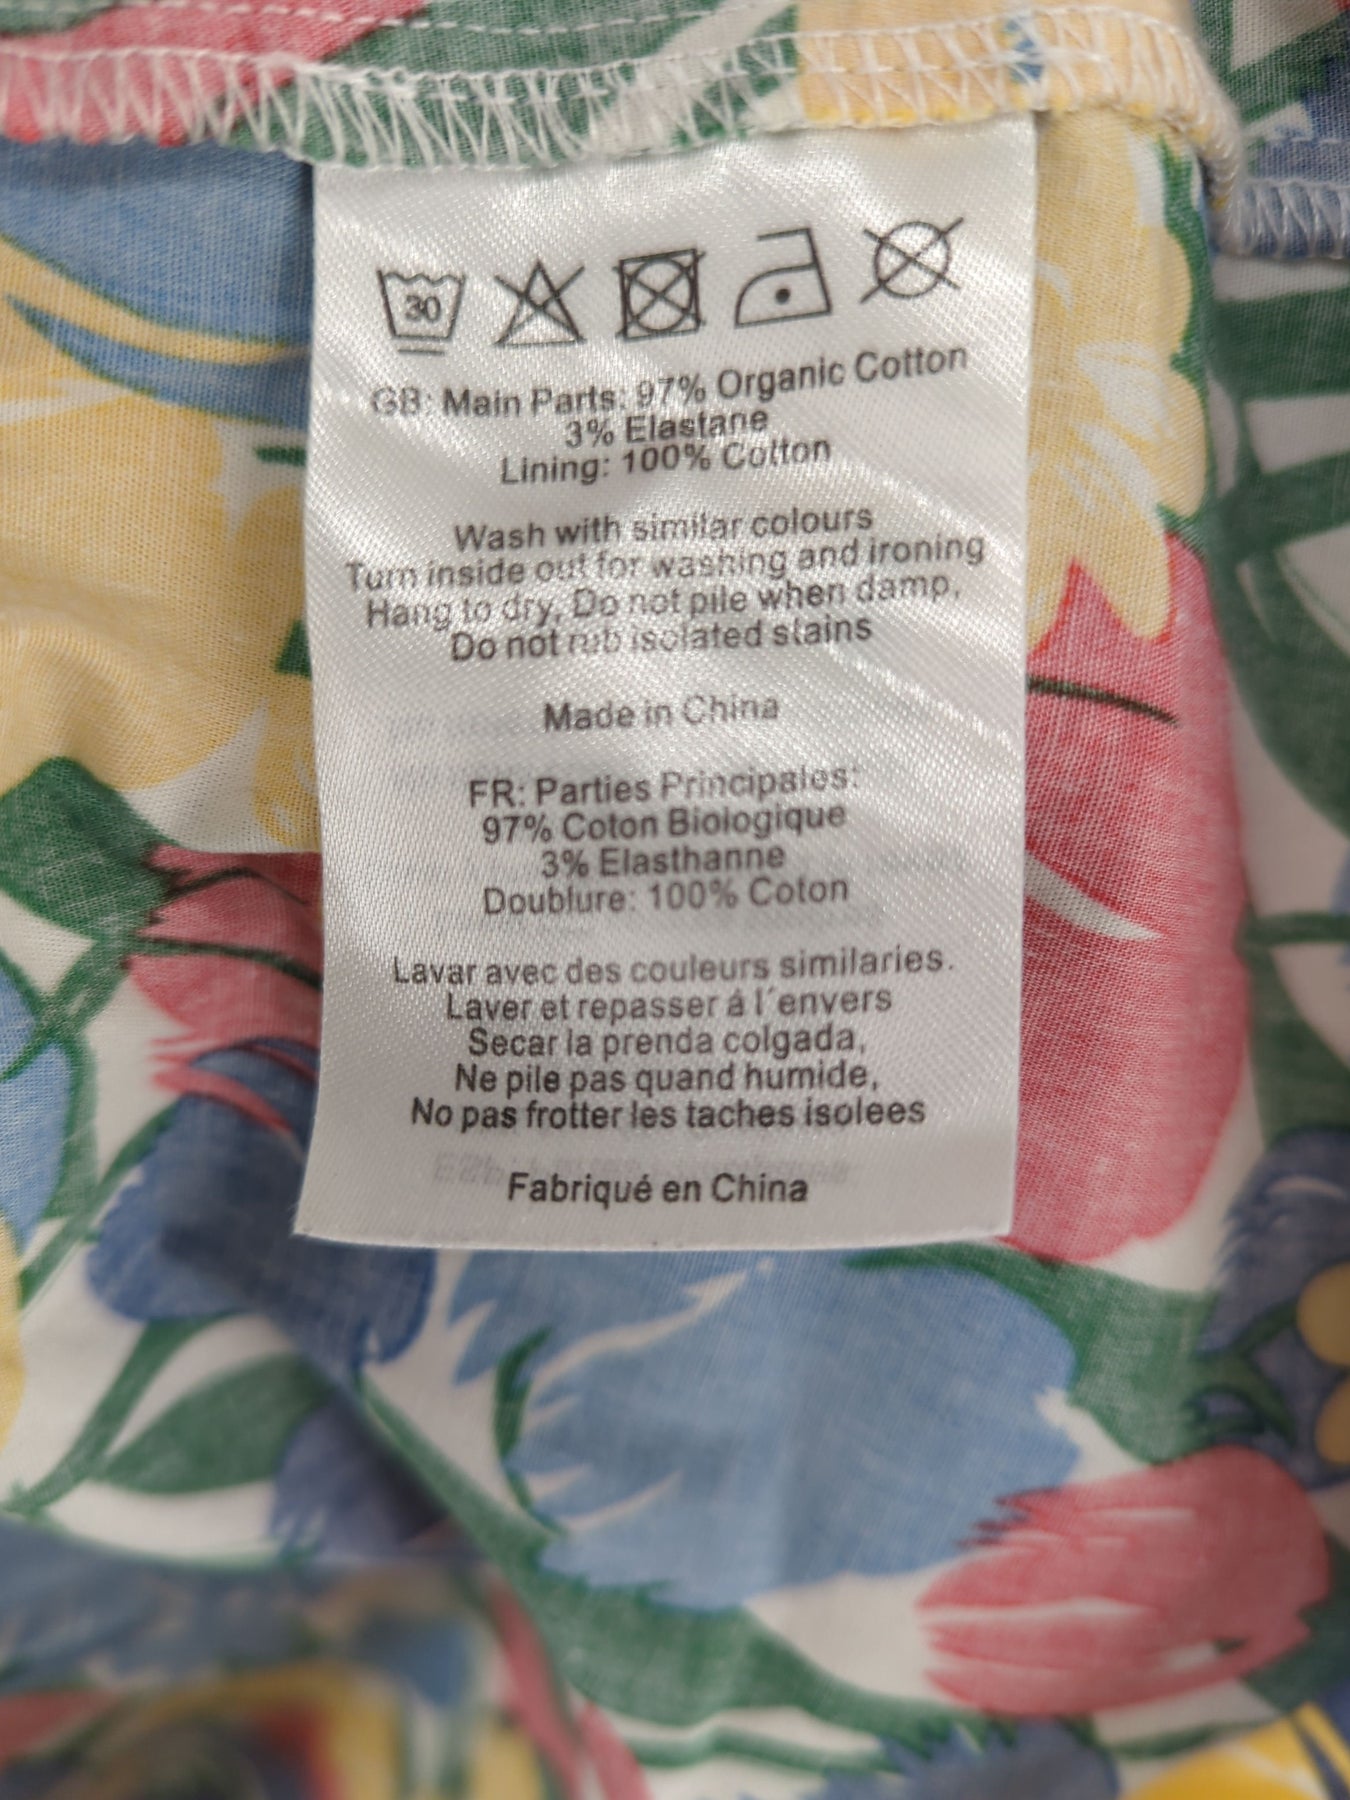 30
GB: Main Parts: 97% Organic Cotton
3% Elastane
Lining: 100% Cotton
Wash with similar colours
Turn inside out for washing and ironing
Hang to dry, Do not pile when damp,
Do not rub isolated stains
Made in China
FR: Parties Principales:
97% Coton Biologique
3% Elasthanne
Doublure: 100% Coton
Lavar avec des couleurs similaries.
Laver et repasser á l´envers
Secar la prenda colgada,
Ne pile pas quand humide,
No pas frotter les taches isolees
Fabriqué en China